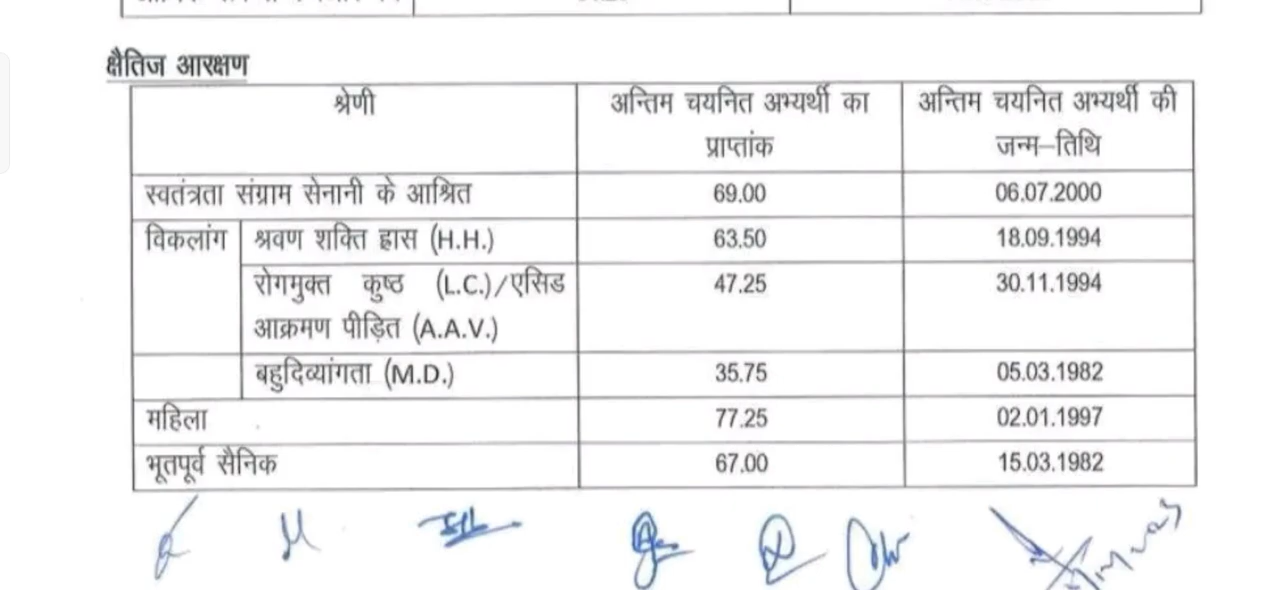 क्षैतिज आरक्षण
श्रेणी
अन्तिम चयनित अभ्यर्थी का
प्राप्तांक
अन्तिम चयनित अभ्यर्थी की
जन्म–तिथि
स्वतंत्रता संग्राम सेनानी के आश्रित 69.00 06.07.2000
विकलांग श्रवण शक्ति ह्रास (H.H.) 63.50 18.09.1994
रोगमुक्त कुष्ठ (L.C.)/एसिड 47.25 30.11.1994
आक्रमण पीड़ित (A.A.V.)
बहुदिव्यांगता (M.D.) 35.75 05.03.1982
महिला 77.25 02.01.1997
भूतपूर्व सैनिक 67.00 15.03.1982